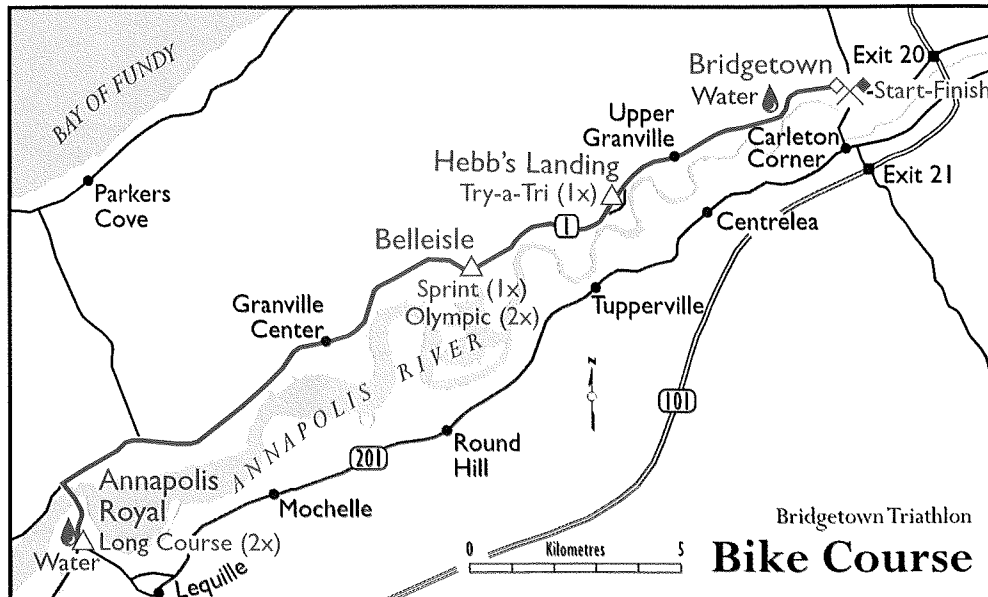 BAY OF FUNDY
Parkers
Cove
Exit 20
Bridgetown
Water
Start-Finish
Upper
Granville
Carleton
Corner
Exit 21
Hebb's Landing
Try-a-Tri (1x)
1
Centrelea
Belleisle
Sprint (1x)
Olympic (2x)
Tupperville
Granville
Center
ANNAPOLIS RIVER
N
101
201
Round
Hill
Annapolis
Royal
Mochelle
Water
Long Course (2x)
Lequille
0 Kilometres 5
Bridgetown Triathlon
Bike Course